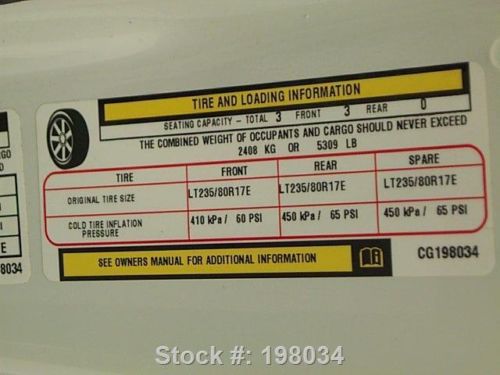 TIRE AND LOADING INFORMATION
SEATING CAPACITY - TOTAL 3 FRONT 3 REAR 0
THE COMBINED WEIGHT OF OCCUPANTS AND CARGO SHOULD NEVER EXCEED
2408 KG OR 5309 LB
TIRE FRONT REAR SPARE
ORIGINAL TIRE SIZE LT235/80R17E LT235/80R17E LT235/80R17E
COLD TIRE INFLATION PRESSURE 410 kPa / 60 PSI 450 kPa / 65 PSI 450 kPa / 65 PSI
SEE OWNERS MANUAL FOR ADDITIONAL INFORMATION
CG198034
98034
Stock #: 198034